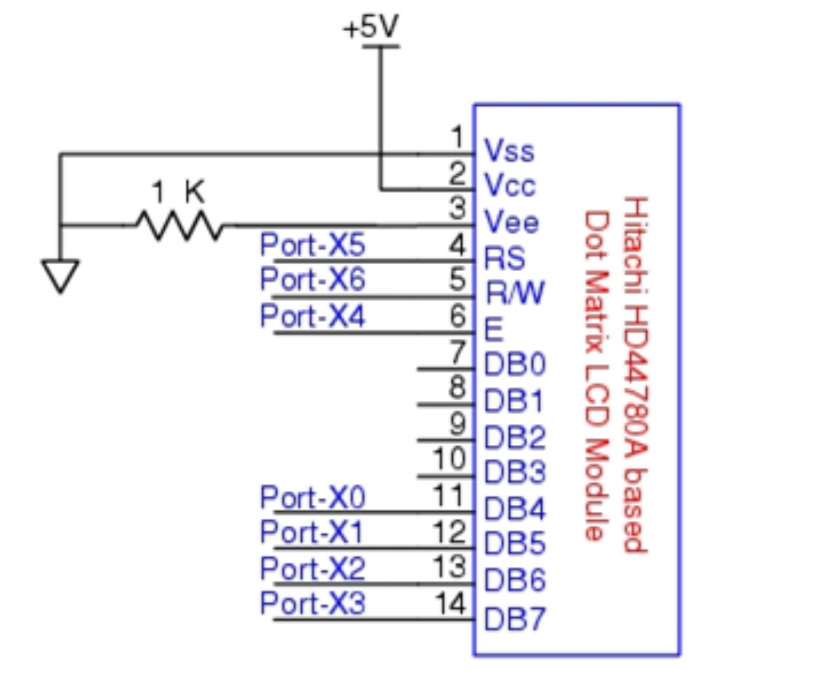 +5V
1 Vss
2 Vcc
1 K
3 Vee
Port-X5 4 RS
Port-X6 5 R/W
Port-X4 6 E
7 DB0
8 DB1
9 DB2
10 DB3
Port-X0 11 DB4
Port-X1 12 DB5
Port-X2 13 DB6
Port-X3 14 DB7
Hitachi HD44780A based
Dot Matrix LCD Module